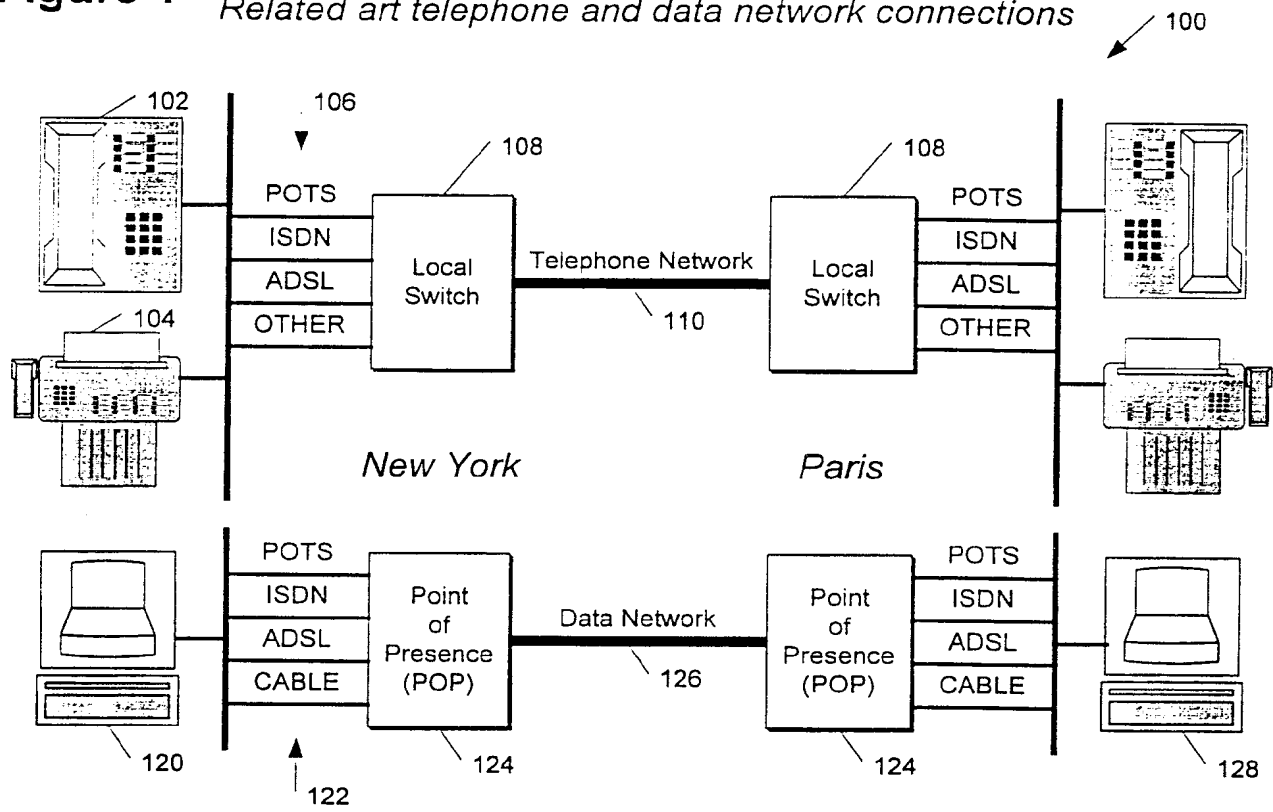 Figure 1 Related art telephone and data network connections
100
102
106
108
108
POTS
ISDN
ADSL
OTHER
Local
Switch
Telephone Network
110
Local
Switch
POTS
ISDN
ADSL
OTHER
104
New York
Paris
POTS
ISDN
ADSL
CABLE
Point
of
Presence
(POP)
Data Network
126
Point
of
Presence
(POP)
POTS
ISDN
ADSL
CABLE
120
122
124
124
128